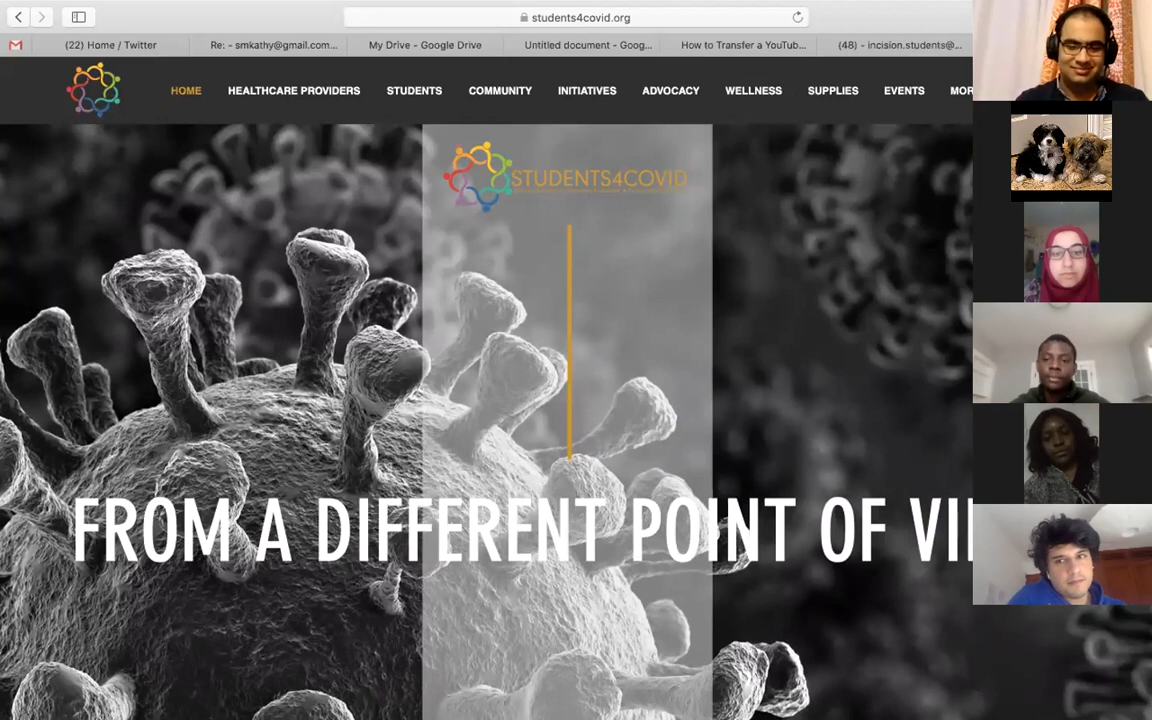 students4covid.org
(22) Home / Twitter
Re: - smkathy@gmail.com...
My Drive - Google Drive
Untitled document - Goog...
How to Transfer a YouTub...
(48) - incision.students@...
HOME
HEALTHCARE PROVIDERS
STUDENTS
COMMUNITY
INITIATIVES
ADVOCACY
WELLNESS
SUPPLIES
EVENTS
MOR
STUDENTS4COVID
FROM A DIFFERENT POINT OF VI